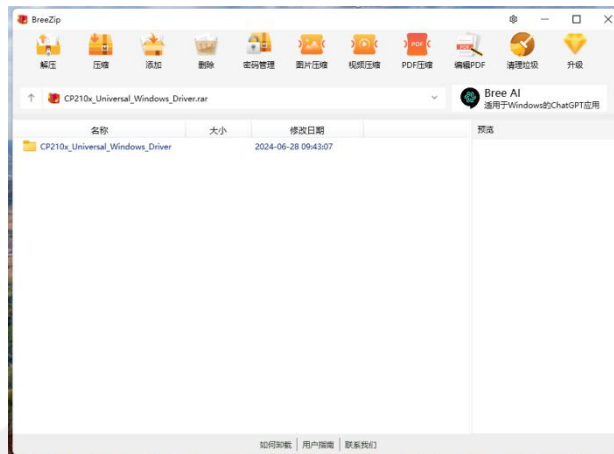 BreeZip
解压 压缩 添加 删除 密码管理 图片压缩 视频压缩 PDF压缩 编辑PDF 清理垃圾 升级
CP210x_Universal_Windows_Driver.rar
Bree AI
适用于Windows的ChatGPT应用
名称 大小 修改日期 预览
CP210x_Universal_Windows_Driver 2024-06-28 09:43:07
如何卸载 | 用户指南 | 联系我们